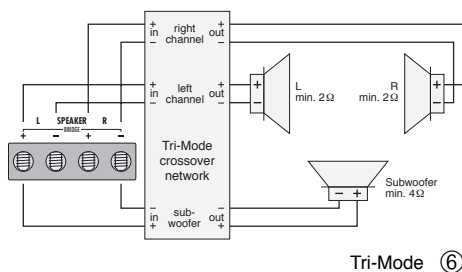 + in − right channel + out −
+ in − left channel + out −
L SPEAKER R
BRIDGE
+ − + −
Tri-Mode
crossover
network
− in + sub-
woofer − out +
+ −
L
min. 2Ω
R
min. 2Ω
+ −
− +
Subwoofer
min. 4Ω
Tri-Mode ⑥